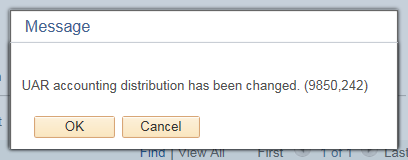 Message
UAR accounting distribution has been changed. (9850,242)
OK Cancel
Find | View All First 1 of 1 Last